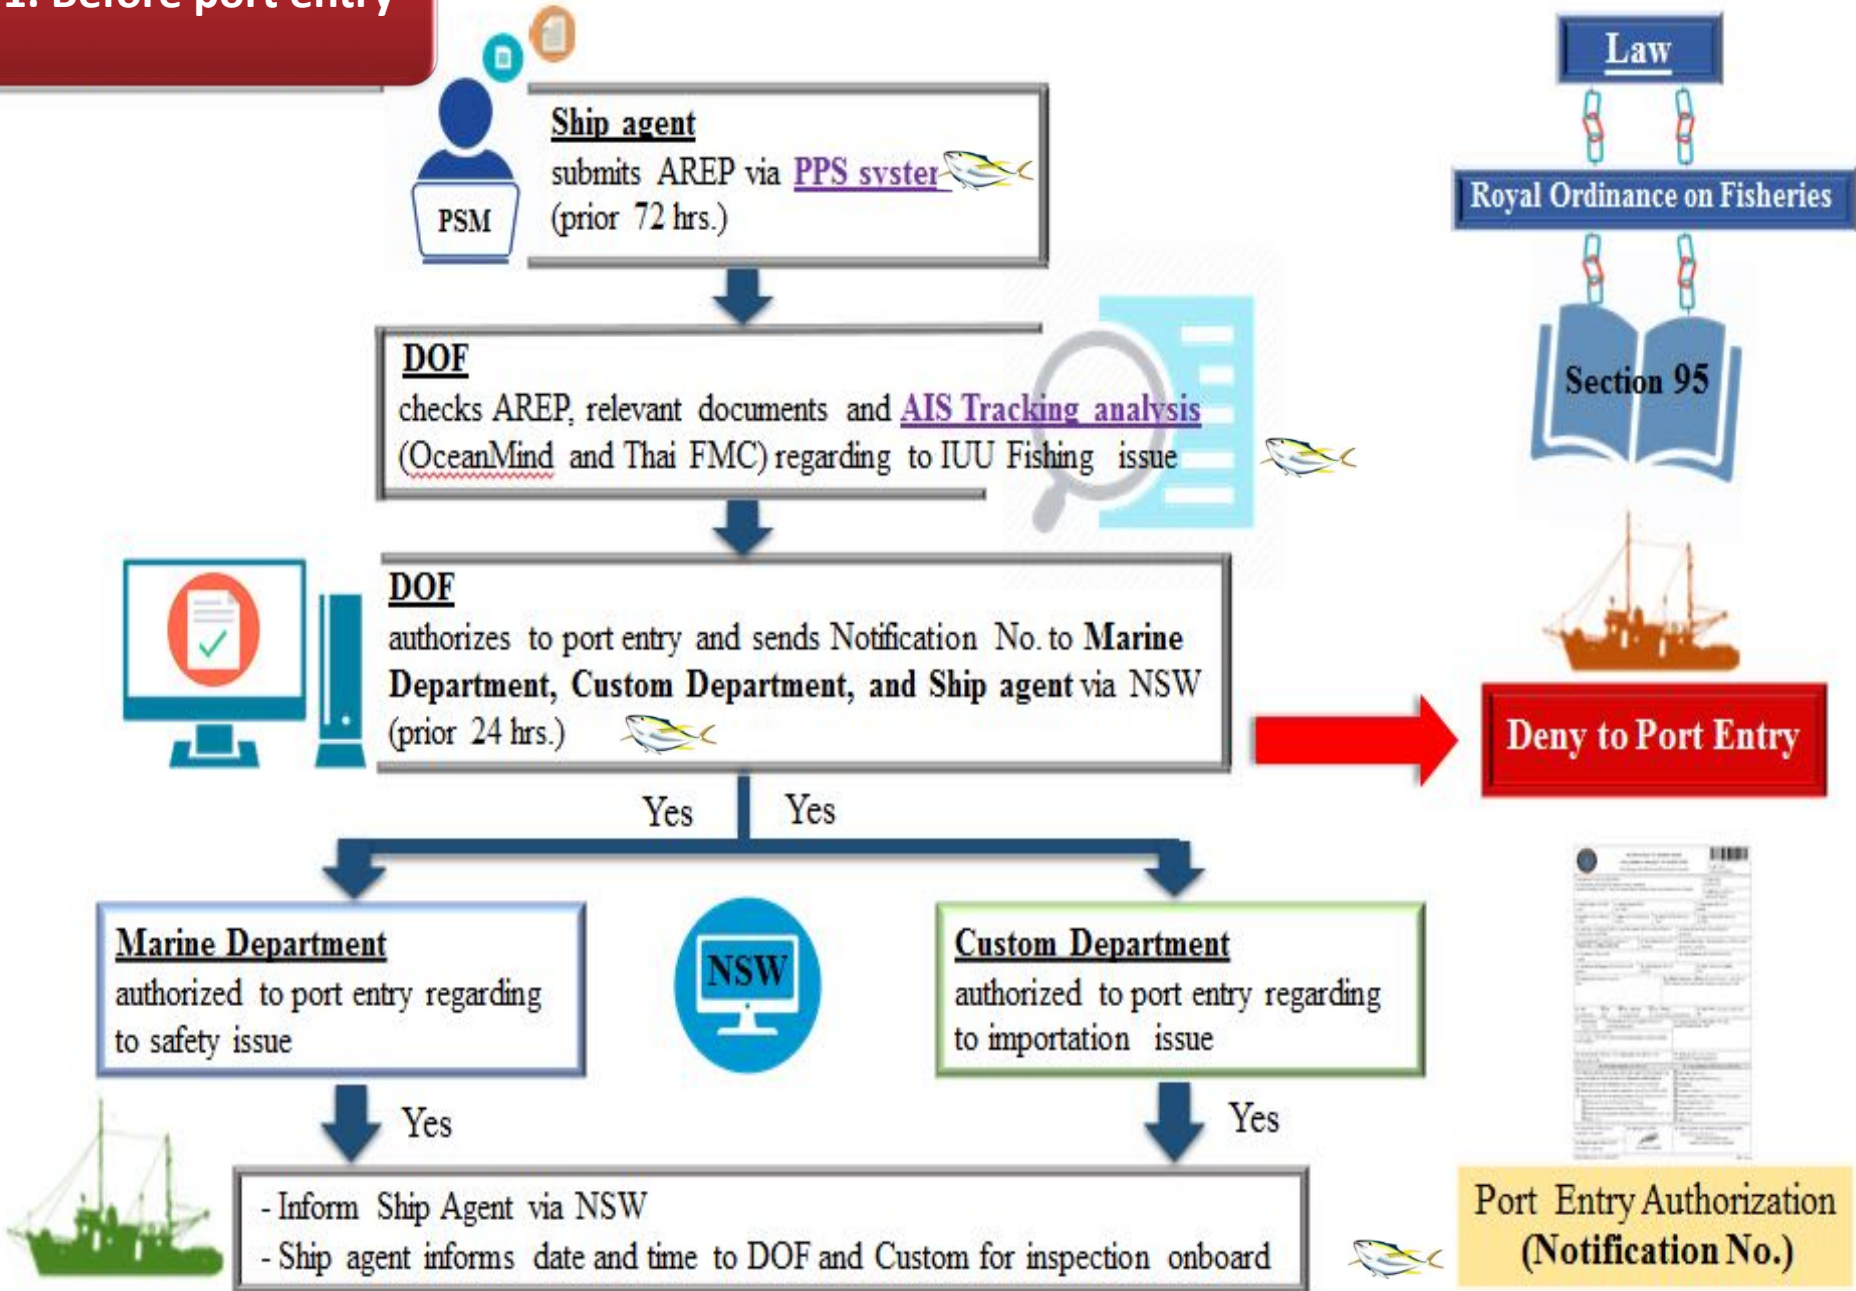 1. Before port entry
Ship agent
submits AREP via PPS system
(prior 72 hrs.)
PSM
DOF
checks AREP, relevant documents and AIS Tracking analysis
(OceanMind and Thai FMC) regarding to IUU Fishing issue
DOF
authorizes to port entry and sends Notification No. to Marine
Department, Custom Department, and Ship agent via NSW
(prior 24 hrs.)
Yes
Yes
Marine Department
authorized to port entry regarding
to safety issue
NSW
Custom Department
authorized to port entry regarding
to importation issue
Yes
Yes
- Inform Ship Agent via NSW
- Ship agent informs date and time to DOF and Custom for inspection onboard
Law
Royal Ordinance on Fisheries
Section 95
Deny to Port Entry
Port Entry Authorization
(Notification No.)